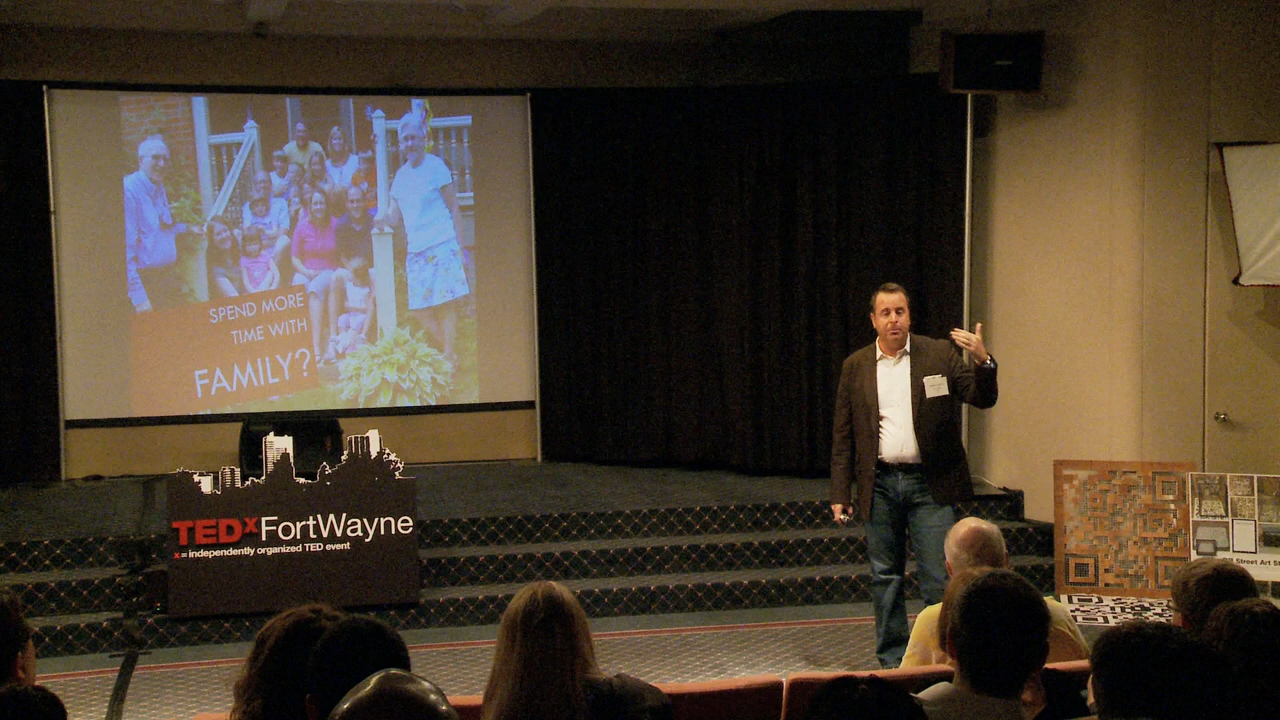 SPEND MORE
TIME WITH
FAMILY?
TEDxFortWayne
x = independently organized TED event
Street Art